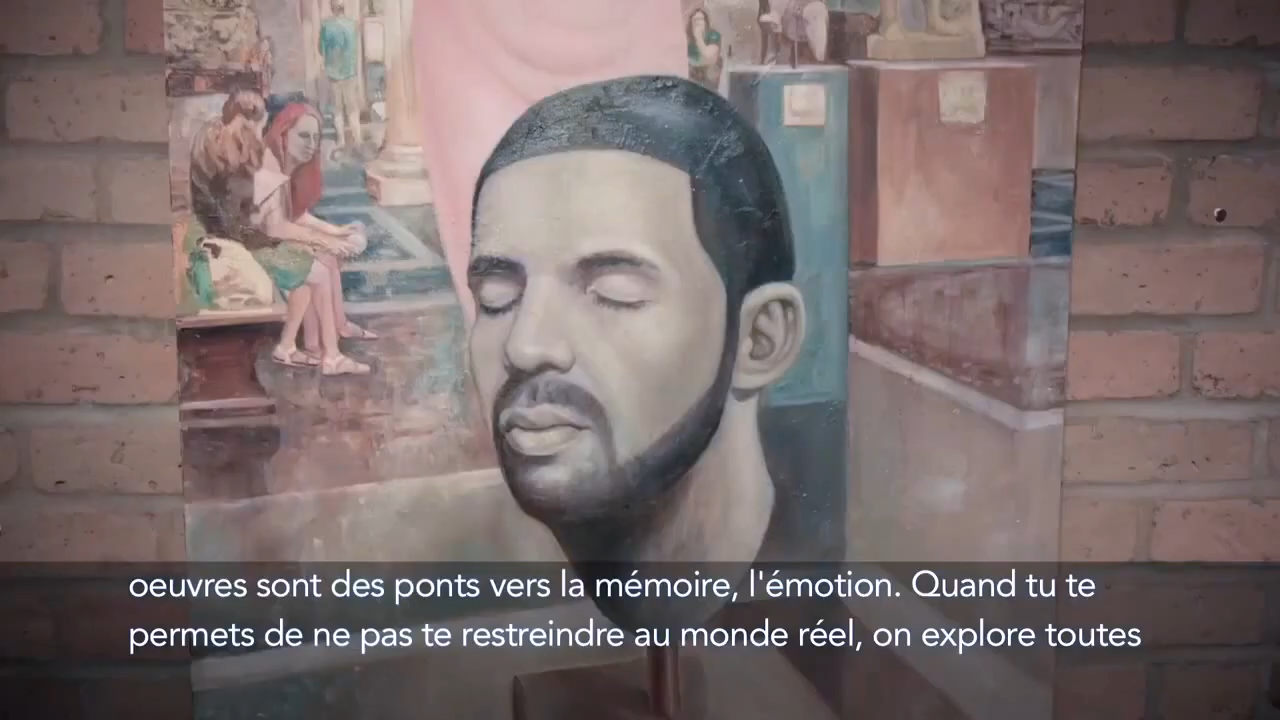 oeuvres sont des ponts vers la mémoire, l'émotion. Quand tu te
permets de ne pas te restreindre au monde réel, on explore toutes